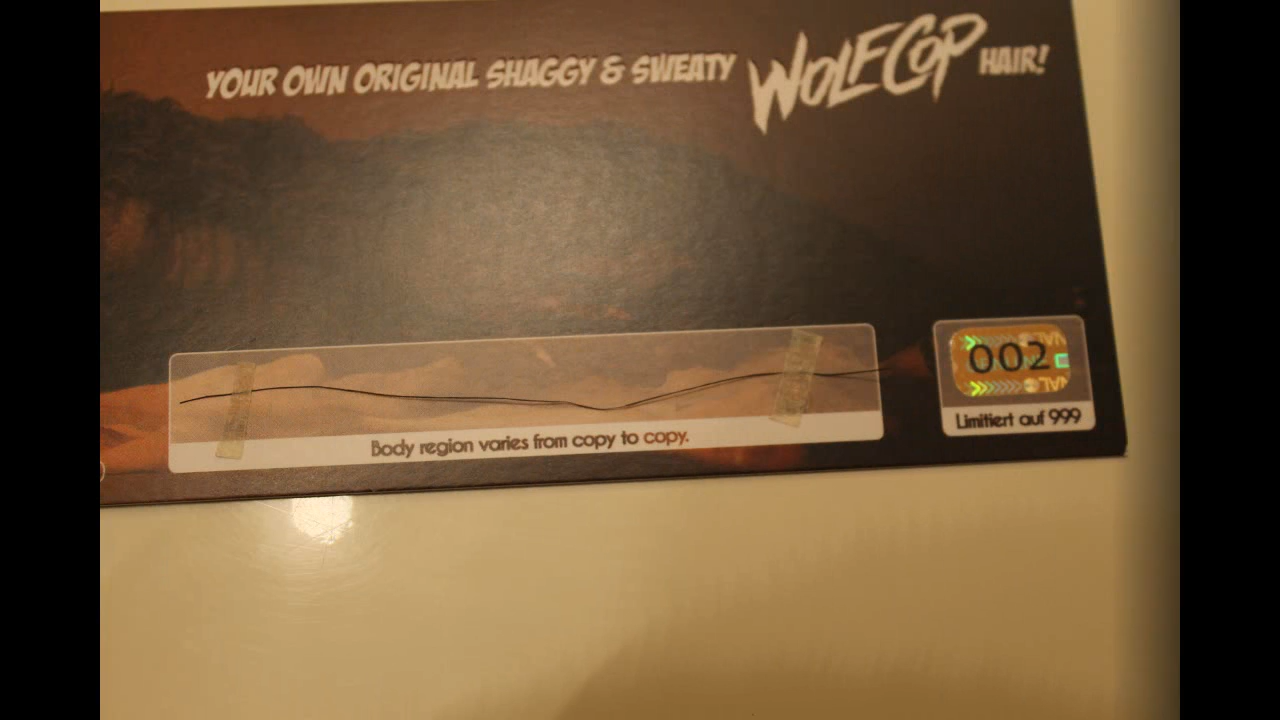 YOUR OWN ORIGINAL SHAGGY & SWEATY WOLFCOP HAIR!
002
Limitiert auf 999
Body region varies from copy to copy.